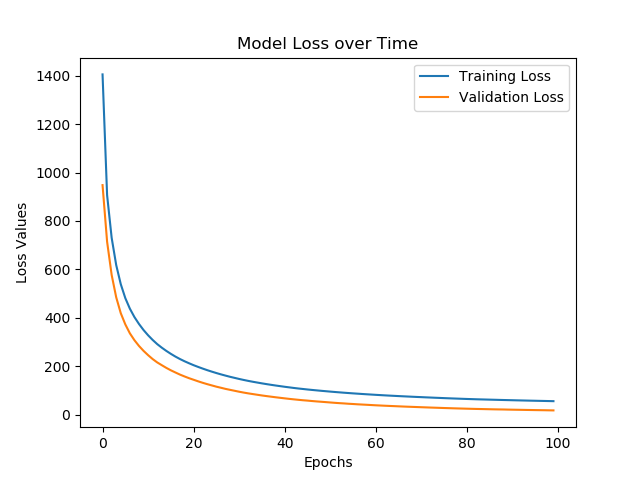 Model Loss over Time
Training Loss
Validation Loss
Loss Values
1400
1200
1000
800
600
400
200
0
0 20 40 60 80 100
Epochs